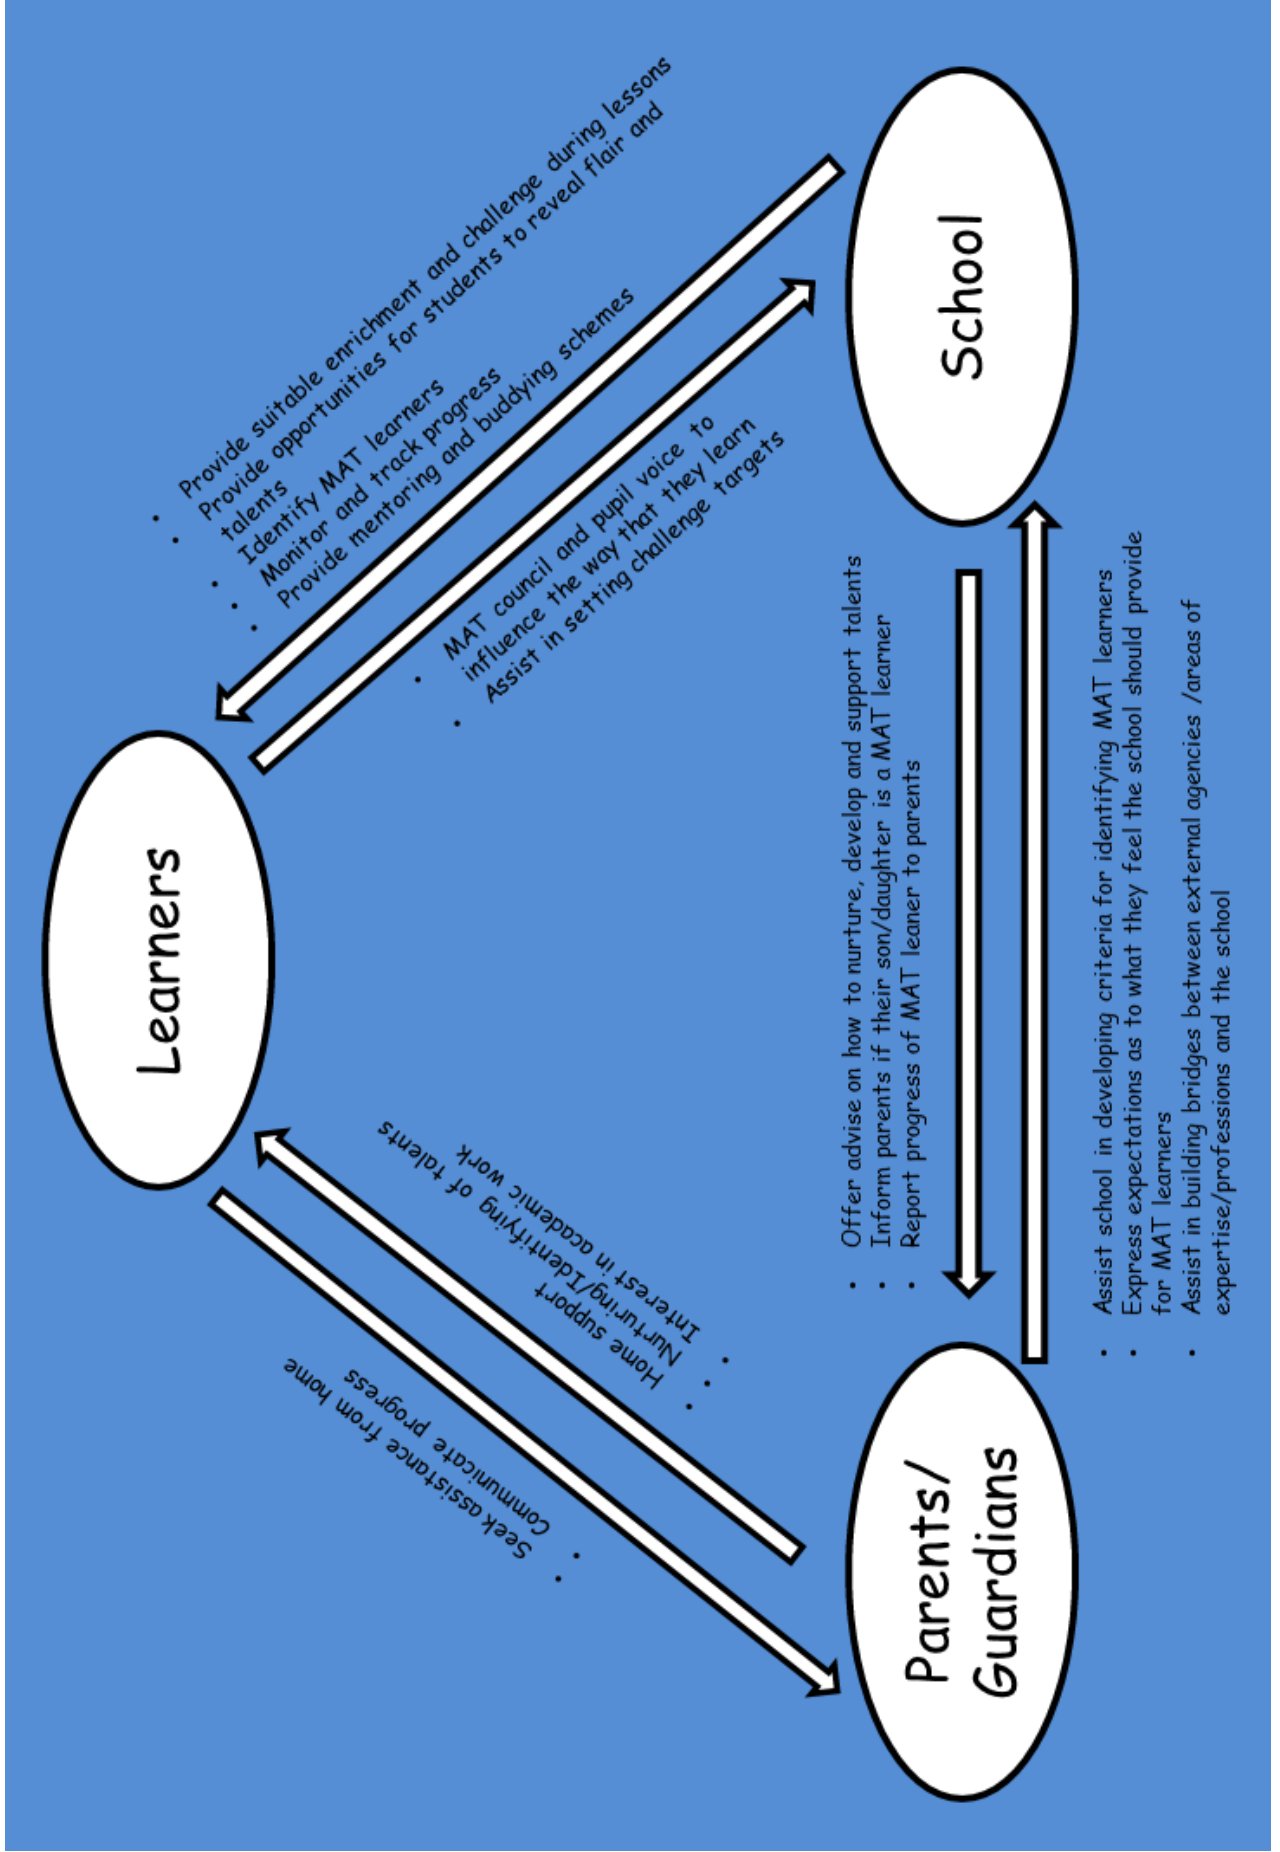 Learners
Seek assistance from home
Communicate progress
Home support
Nurturing/Identifying of talents
Interest in academic work
• Provide suitable enrichment and challenge during lessons
• Provide opportunities for students to reveal flair and
talents
• Identify MAT learners
• Monitor and track progress
• Provide mentoring and buddying schemes
• MAT council and pupil voice to
influence the way that they learn
• Assist in setting challenge targets
• Offer advise on how to nurture, develop and support talents
• Inform parents if their son/daughter is a MAT learner
• Report progress of MAT leaner to parents
Parents/
Guardians
School
• Assist school in developing criteria for identifying MAT learners
• Express expectations as to what they feel the school should provide
for MAT learners
• Assist in building bridges between external agencies /areas of
expertise/professions and the school